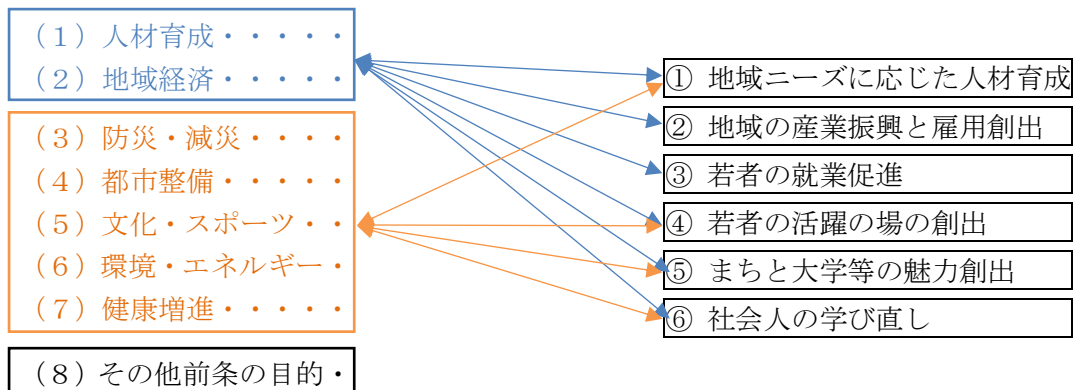 （１）人材育成・・・・・
（２）地域経済・・・・・
（３）防災・減災・・・・
（４）都市整備・・・・・
（５）文化・スポーツ・・
（６）環境・エネルギー・
（７）健康増進・・・・・
（８）その他前条の目的・
① 地域ニーズに応じた人材育成
② 地域の産業振興と雇用創出
③ 若者の就業促進
④ 若者の活躍の場の創出
⑤ まちと大学等の魅力創出
⑥ 社会人の学び直し